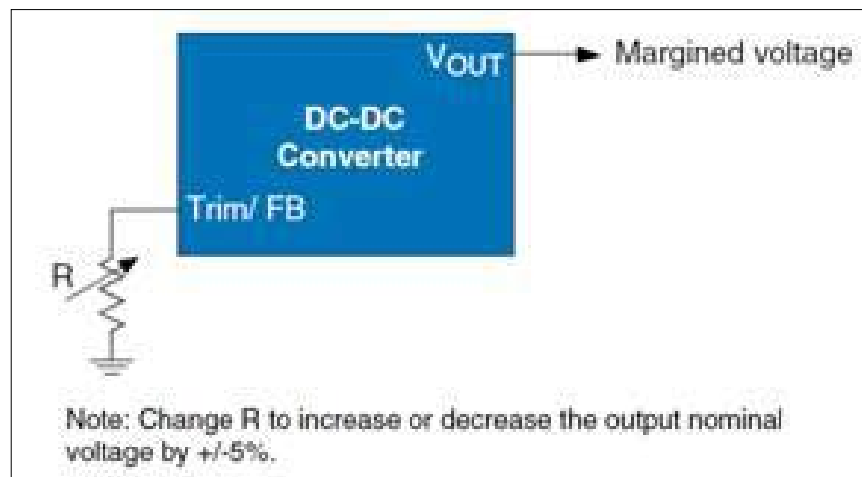 VOUT
Margined voltage
DC-DC
Converter
Trim/ FB
R
Note: Change R to increase or decrease the output nominal
voltage by +/-5%.